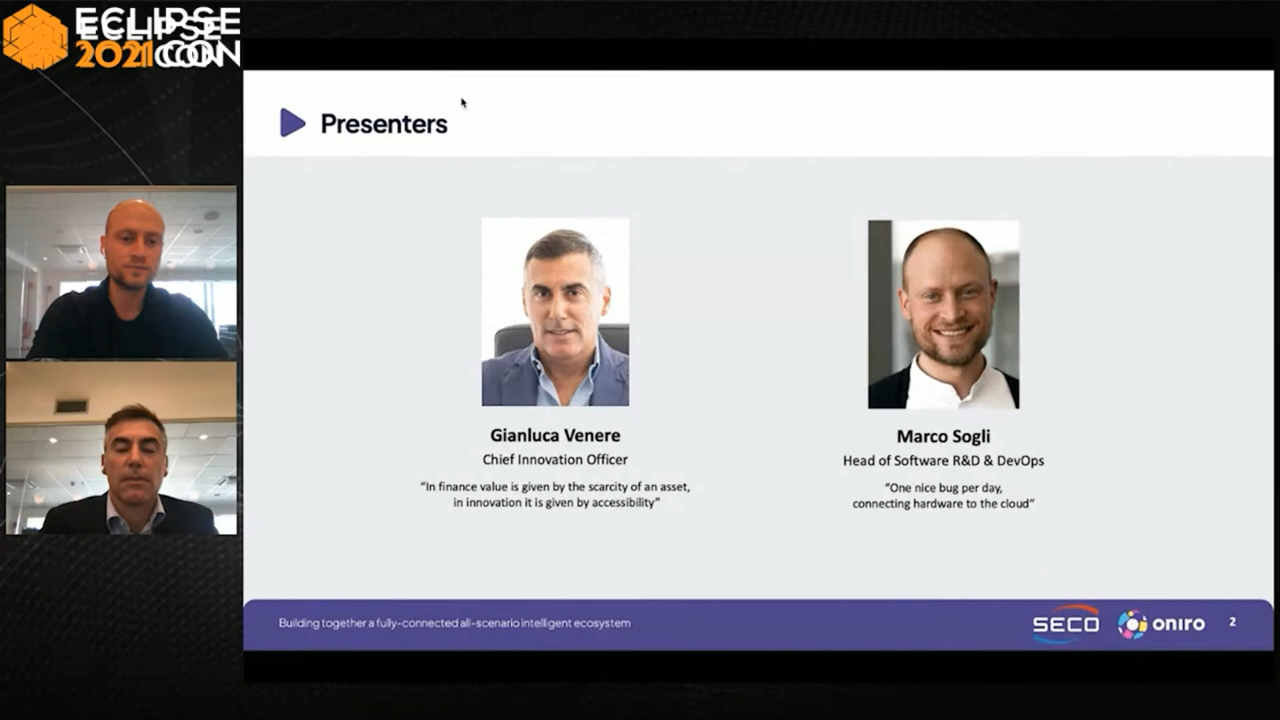 ECLIPSE
2021 CON
Presenters
Gianluca Venere
Chief Innovation Officer
“In finance value is given by the scarcity of an asset,
in innovation it is given by accessibility”
Marco Sogli
Head of Software R&D & DevOps
“One nice bug per day,
connecting hardware to the cloud”
Building together a fully-connected all-scenario intelligent ecosystem
SECO
oniro
2